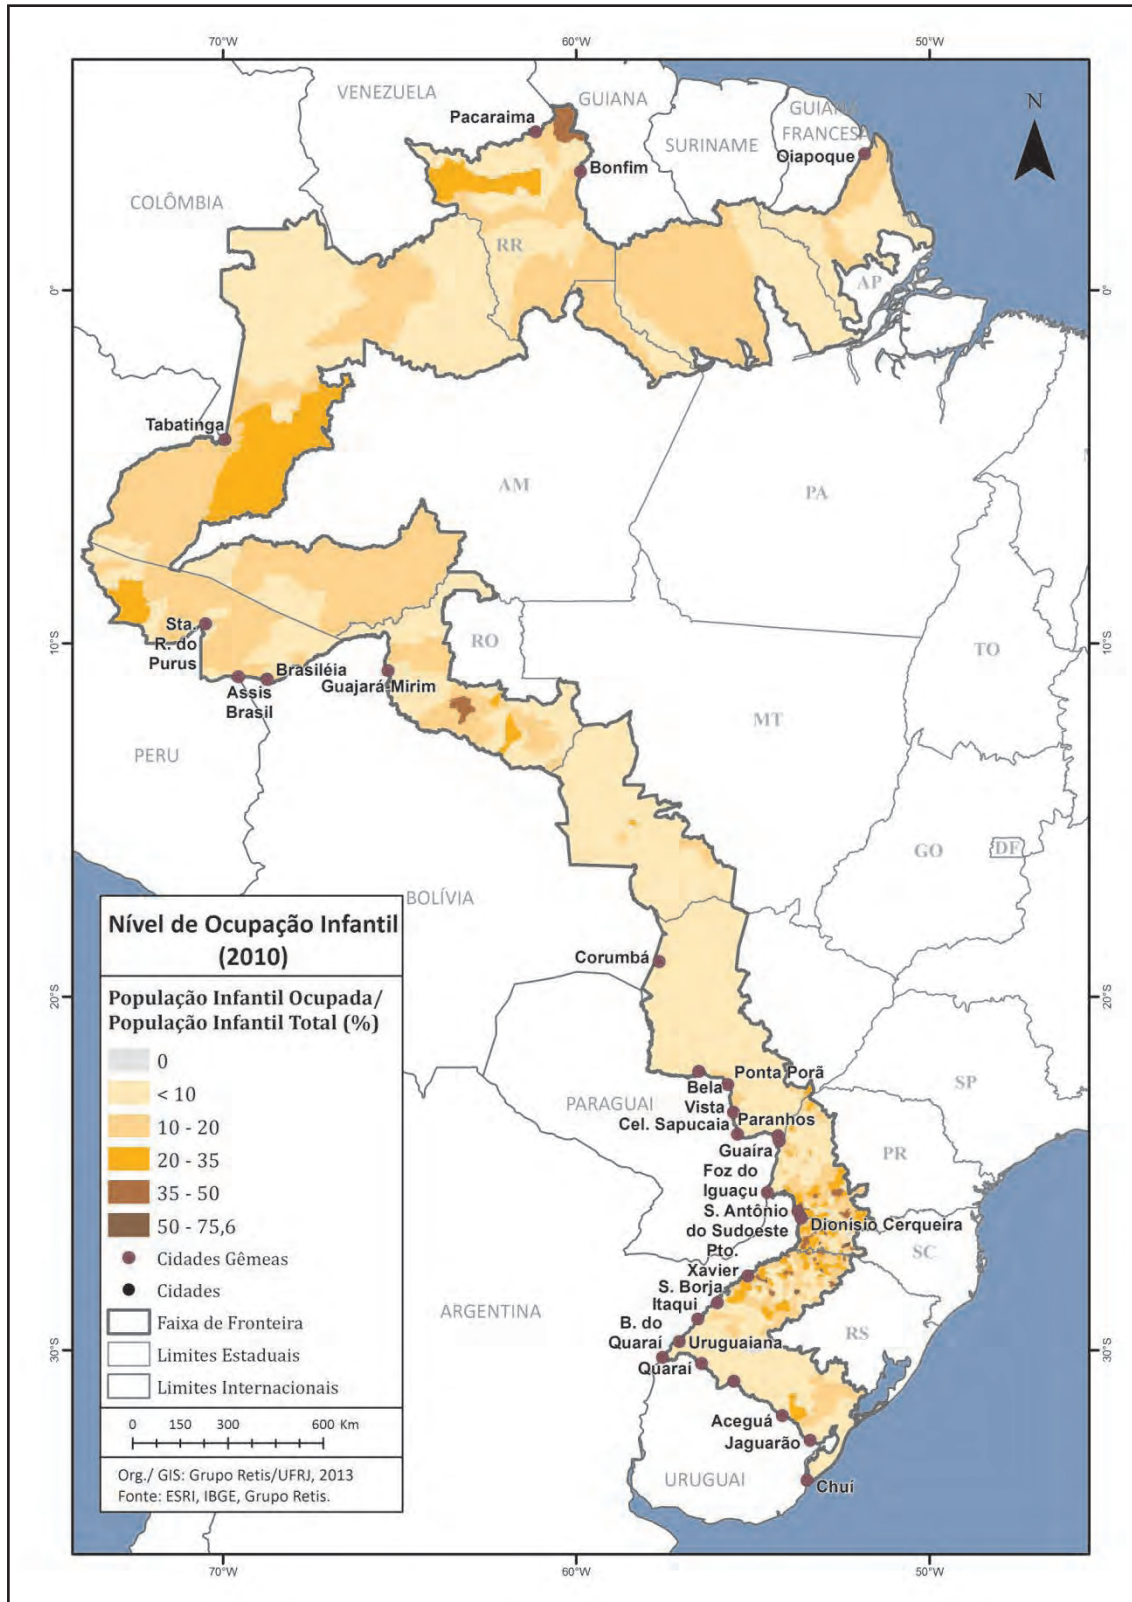 70°W
60°W
50°W
VENEZUELA
GUIANA
Pacaraima
GUIANA
FRANCESA
N
SURINAME
Oiapoque
Bonfim
COLÔMBIA
RR
AP
0°
0°
Tabatinga
AM
PA
Sta.
R. do
Purus
10°S
10°S
RO
TO
Brasiléia
Assis
Brasil
Guajará-Mirim
MT
PERU
GO
DF
BOLÍVIA
Nível de Ocupação Infantil
(2010)
Corumbá
População Infantil Ocupada/
População Infantil Total (%)
20°S
0
< 10
10 - 20
20 - 35
35 - 50
50 - 75,6
Cidades Gêmeas
Cidades
Faixa de Fronteira
Limites Estaduais
Limites Internacionais
0 150 300 600 Km
Org./ GIS: Grupo Retis/UFRJ, 2013
Fonte: ESRI, IBGE, Grupo Retis.
Ponta Porã
Bela
Vista
SP
PARAGUAI
Cel. Sapucaia
Paranhos
Guaíra
PR
Foz do
Iguaçu
S. Antônio
do Sudoeste
Dionísio Cerqueira
SC
Pto.
Xavier
S. Borja
Itaqui
ARGENTINA
B. do
Quaraí
Uruguaiana
RS
30°S
Quaraí
Aceguá
Jaguarão
URUGUAI
Chuí
70°W
60°W
50°W